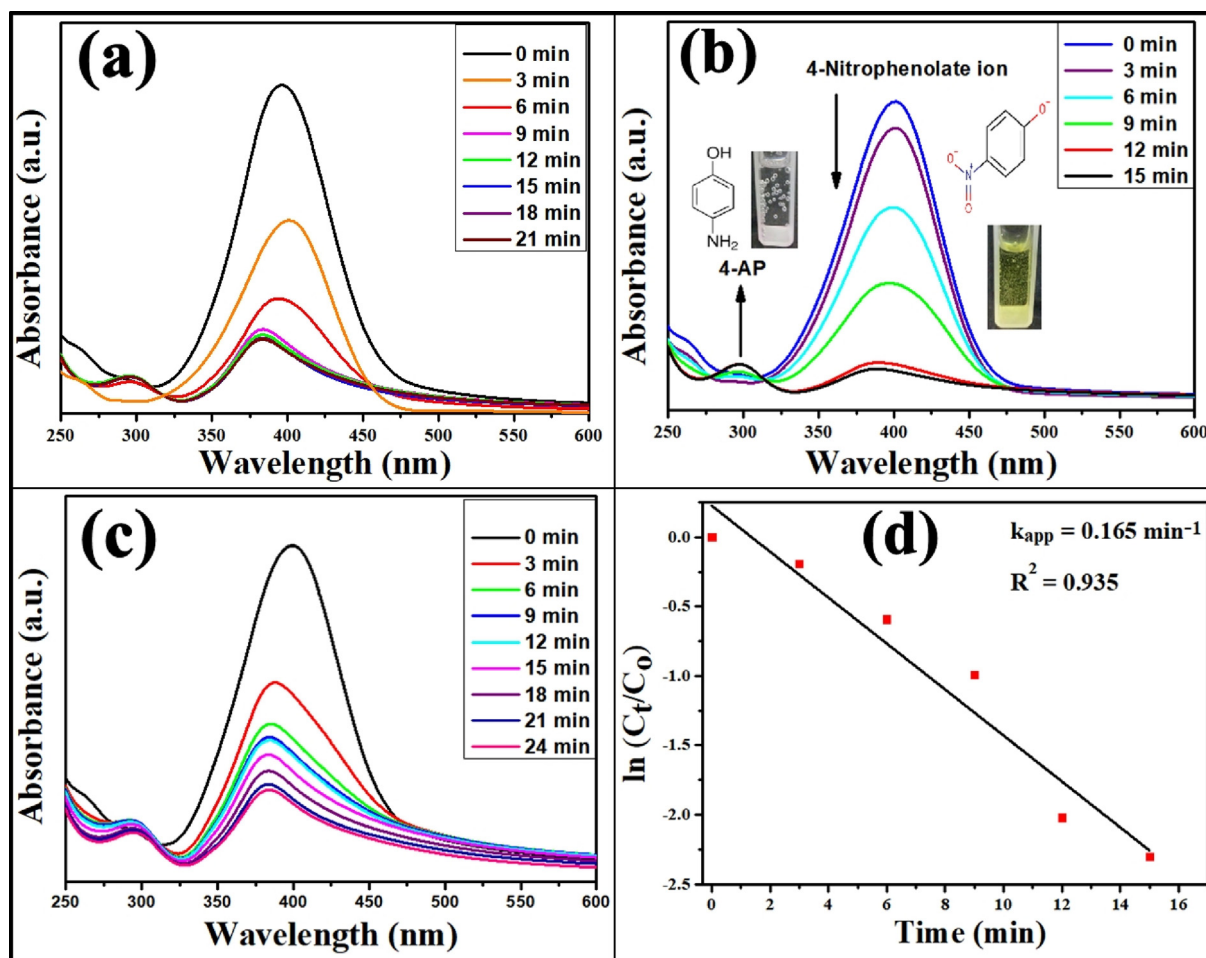 (a)
0 min
3 min
6 min
9 min
12 min
15 min
18 min
21 min
Absorbance (a.u.)
250 300 350 400 450 500 550 600
Wavelength (nm)
(b)
4-Nitrophenolate ion
0 min
3 min
6 min
9 min
12 min
15 min
OH
NH2
4-AP
O-
O-
N+
O
Absorbance (a.u.)
250 300 350 400 450 500 550 600
Wavelength (nm)
(c)
0 min
3 min
6 min
9 min
12 min
15 min
18 min
21 min
24 min
Absorbance (a.u.)
250 300 350 400 450 500 550 600
Wavelength (nm)
(d)
kapp = 0.165 min⁻¹
R² = 0.935
ln (Ct/Co)
0.0
-0.5
-1.0
-1.5
-2.0
-2.5
0 2 4 6 8 10 12 14 16
Time (min)